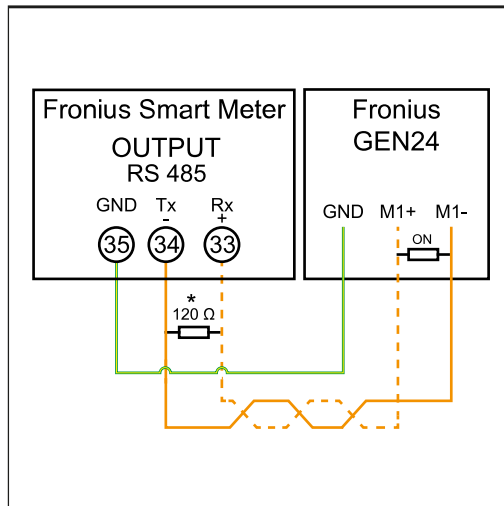 Fronius Smart Meter
OUTPUT
RS 485
GND Tx Rx
- +
35 34 33
Fronius
GEN24
GND M1+ M1-
ON
*
120 Ω